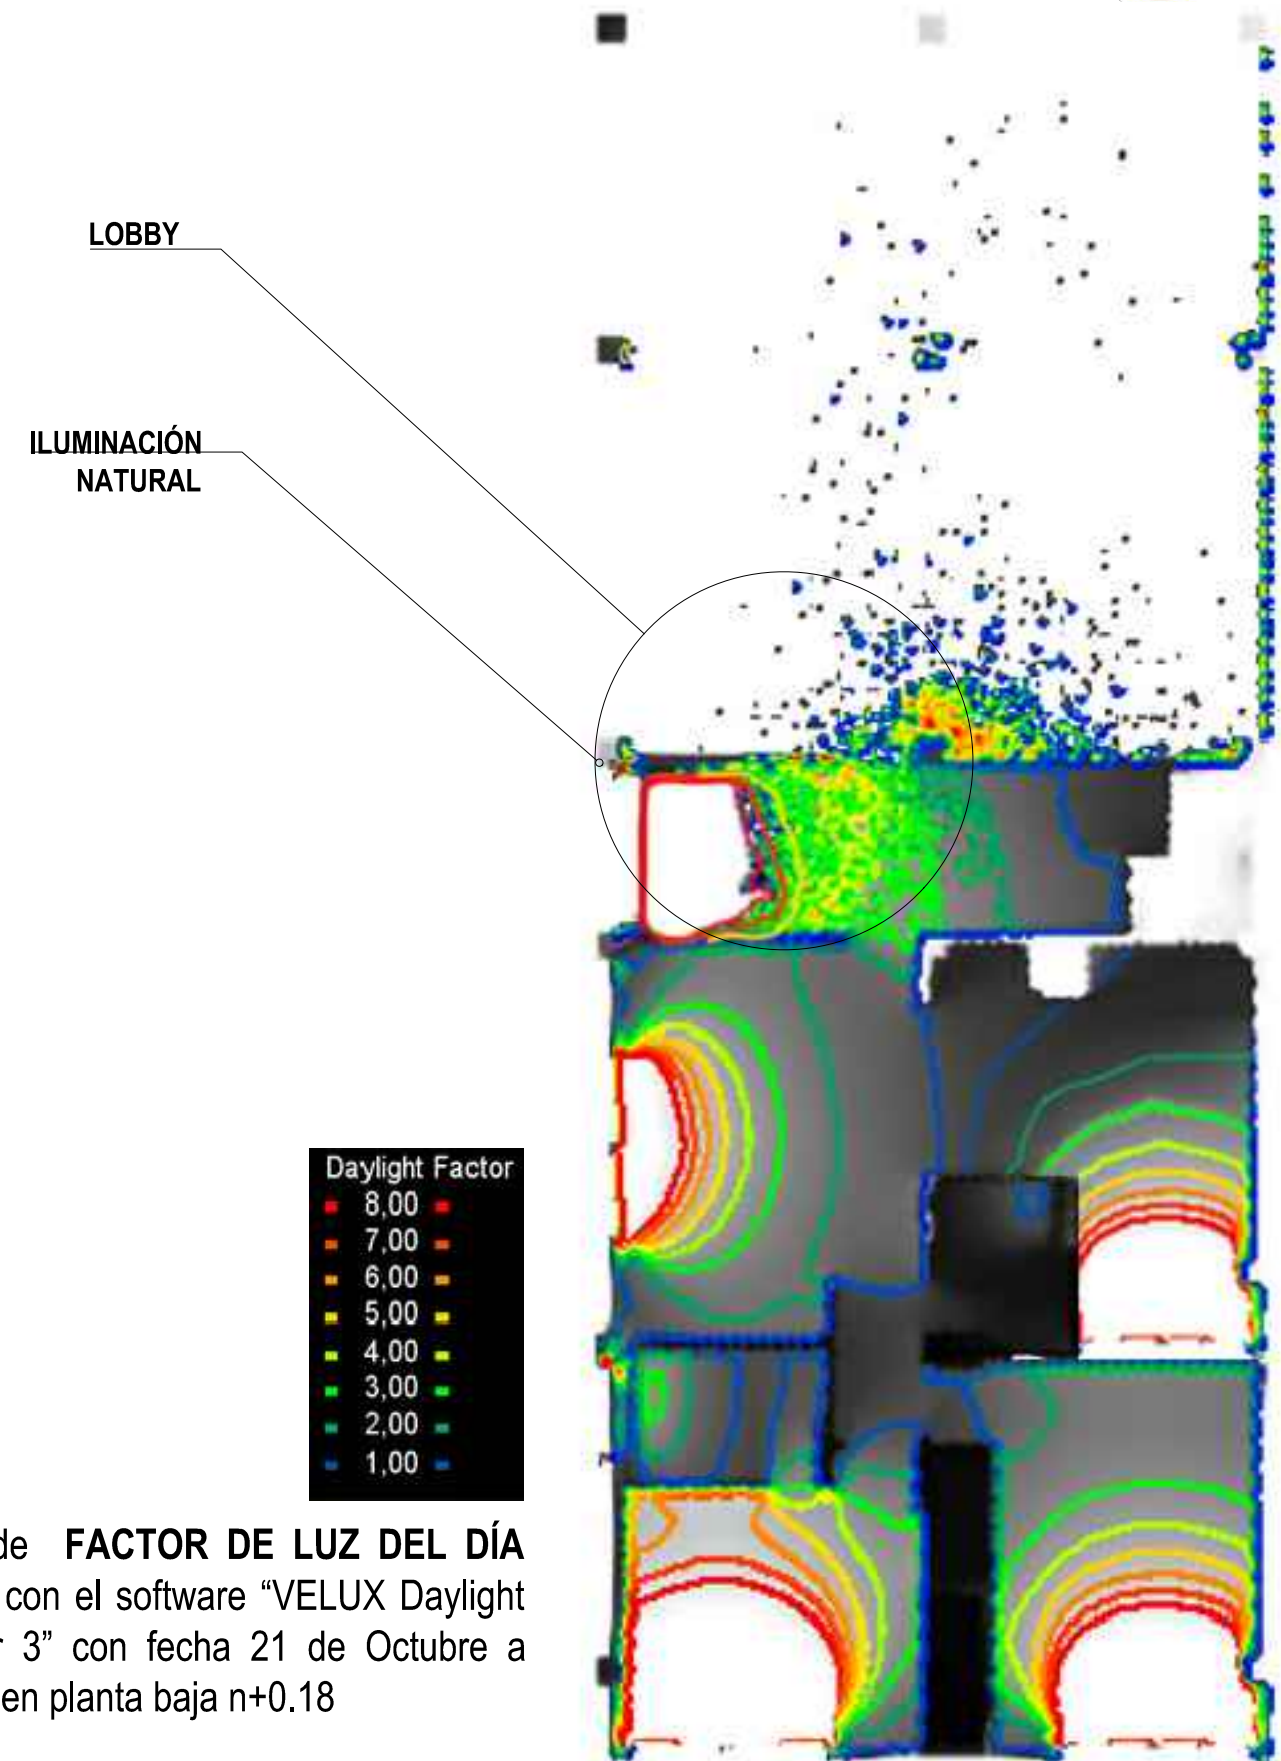 LOBBY
ILUMINACIÓN
NATURAL
Daylight Factor
8,00
7,00
6,00
5,00
4,00
3,00
2,00
1,00
de FACTOR DE LUZ DEL DÍA
con el software “VELUX Daylight
3” con fecha 21 de Octubre a
en planta baja n+0.18